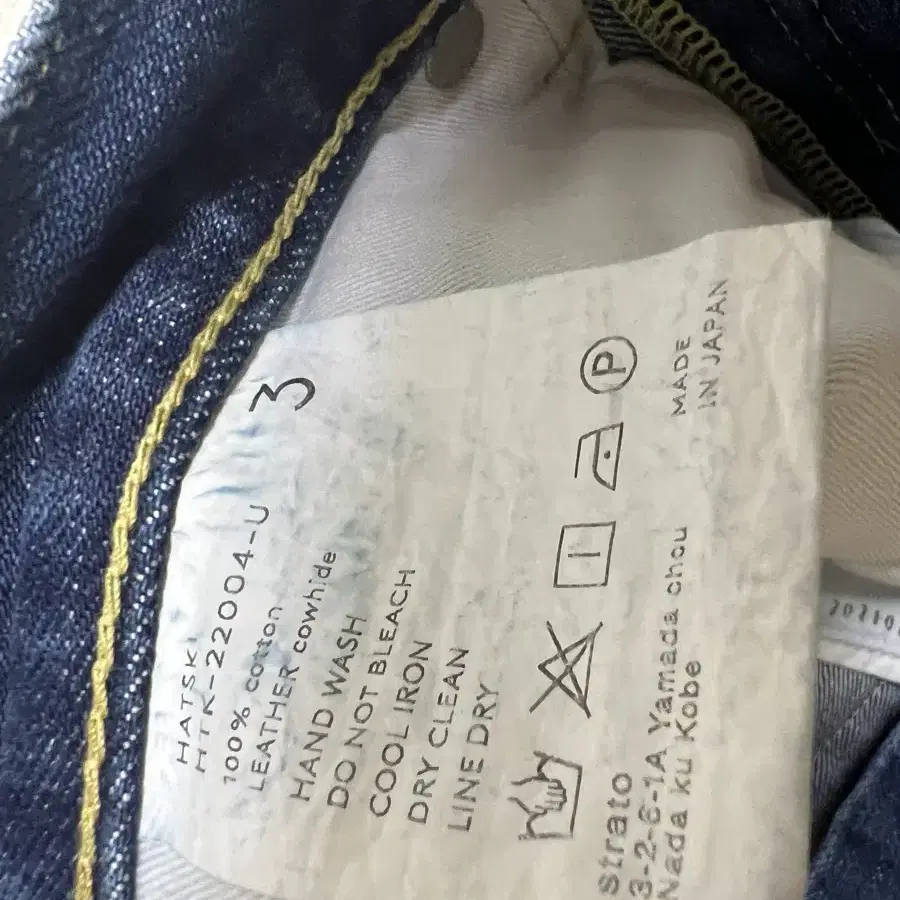 HATSKI
HTK-22004-U
3
100% cotton
LEATHER cowhide
HAND WASH
DO NOT BLEACH
COOL IRON
DRY CLEAN
LINE DRY
P
strato
3-2-6-1A Yamada chou
Nada ku Kobe
MADE
IN JAPAN